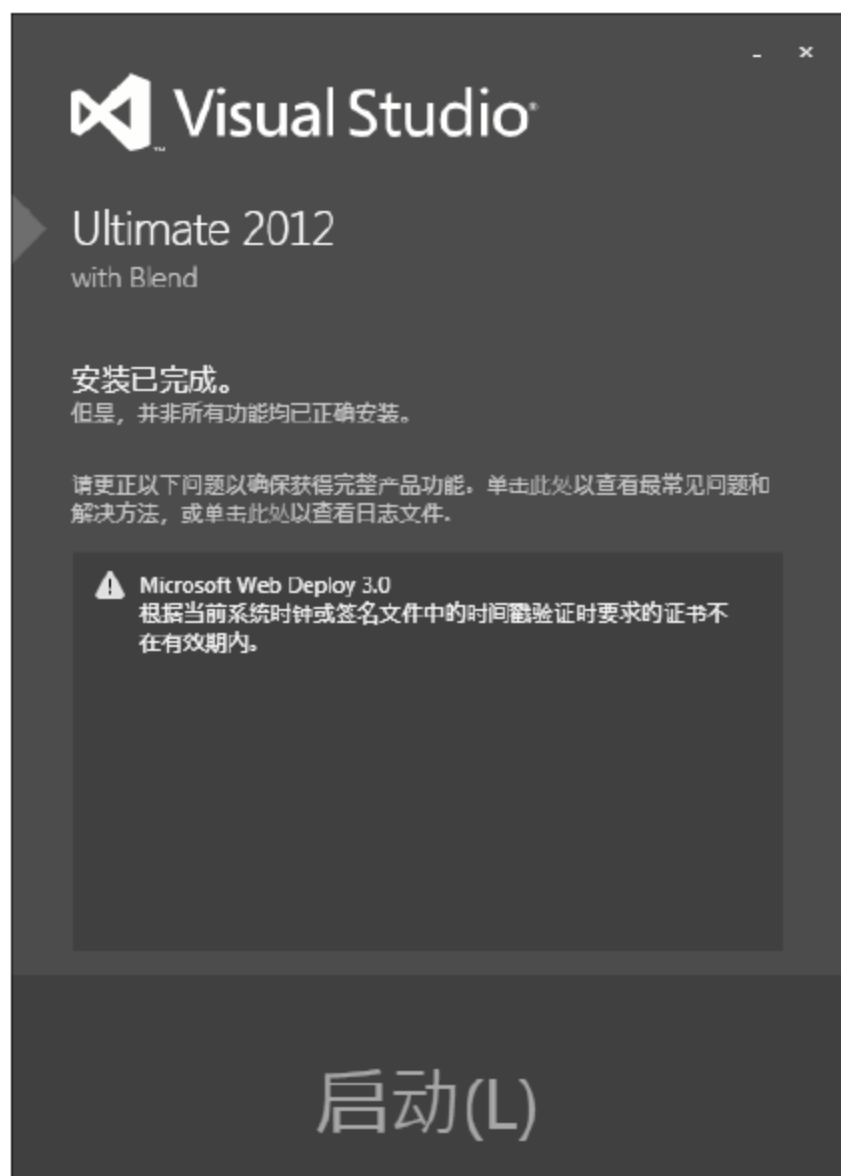 Visual Studio
Ultimate 2012
with Blend
安装已完成。
但是，并非所有功能均已正确安装。
请更正以下问题以确保获得完整产品功能。单击此处以查看最常见问题和
解决方法，或单击此处以查看日志文件.
Microsoft Web Deploy 3.0
根据当前系统时钟或签名文件中的时间戳验证时要求的证书不
在有效期内。
启动(L)